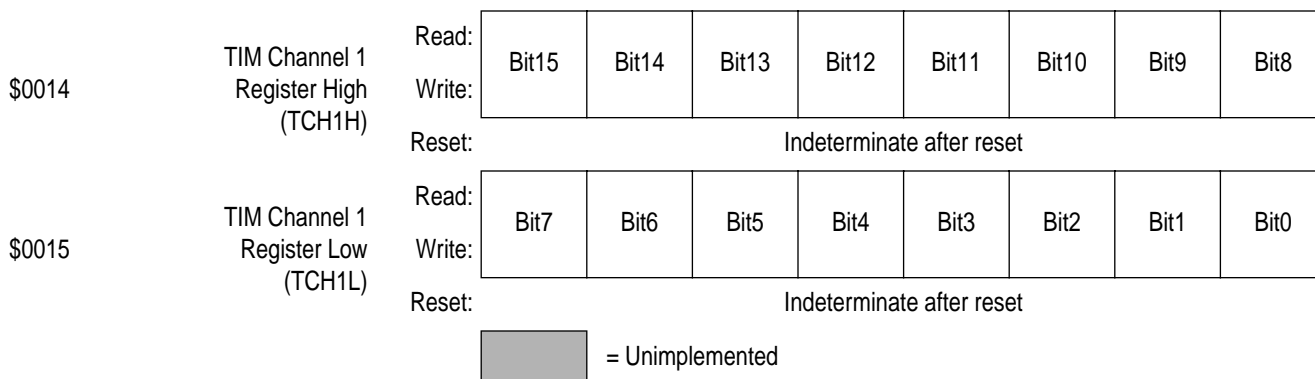 $0014 TIM Channel 1 Register High (TCH1H) Read: Write: Bit15 Bit14 Bit13 Bit12 Bit11 Bit10 Bit9 Bit8
Reset: Indeterminate after reset
$0015 TIM Channel 1 Register Low (TCH1L) Read: Write: Bit7 Bit6 Bit5 Bit4 Bit3 Bit2 Bit1 Bit0
Reset: Indeterminate after reset
= Unimplemented